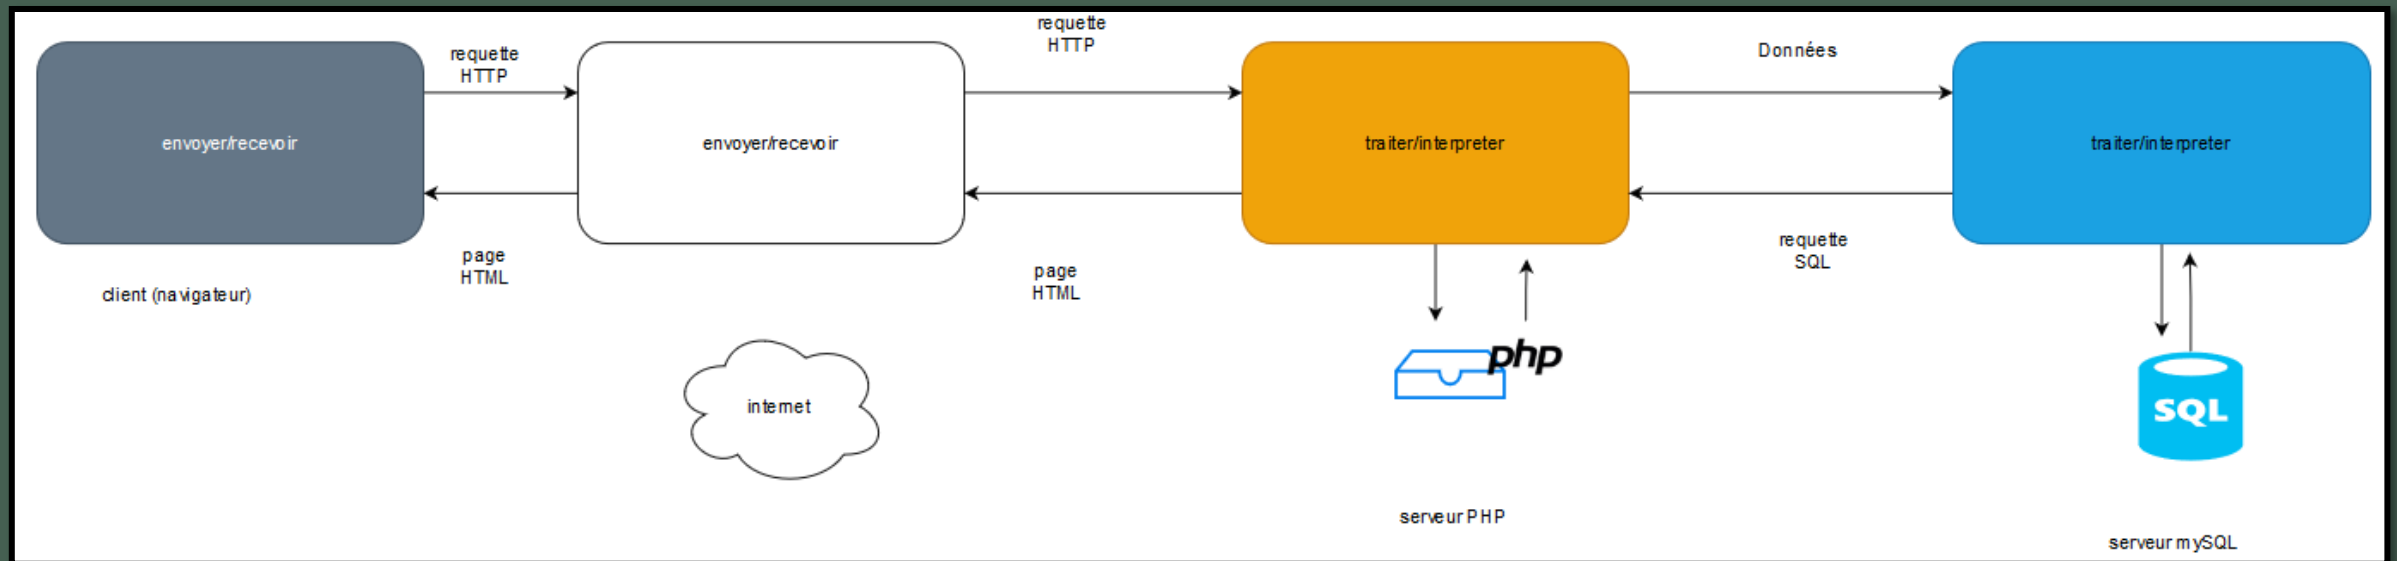 requette
HTTP
requette
HTTP
Données
envoyer/recevoir
envoyer/recevoir
traiter/interpreter
traiter/interpreter
page
HTML
page
HTML
requette
SQL
client (navigateur)
internet
php
SQL
serveur PHP
serveur mySQL